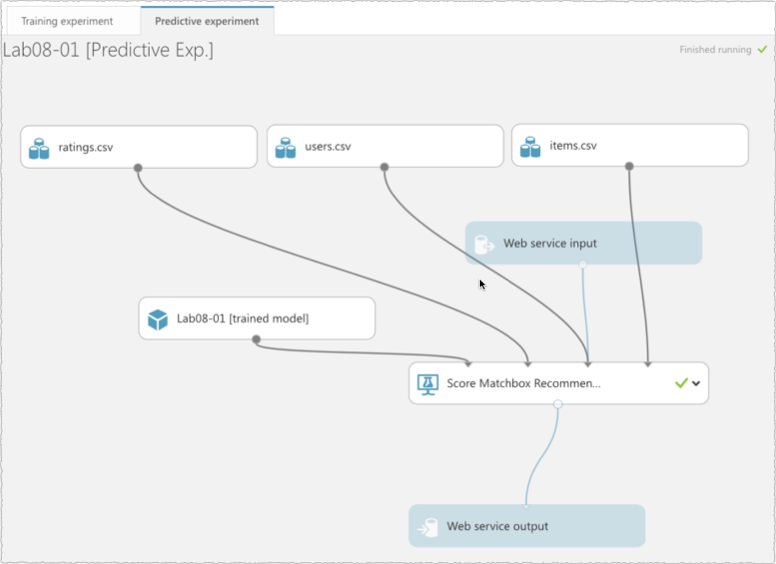 Training experiment
Predictive experiment
Lab08-01 [Predictive Exp.]
Finished running
ratings.csv
users.csv
items.csv
Web service input
Lab08-01 [trained model]
Score Matchbox Recommen...
Web service output